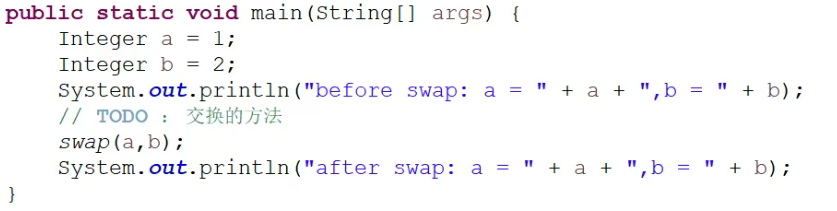 public static void main(String[] args) {
    Integer a = 1;
    Integer b = 2;
    System.out.println("before swap: a = " + a + ",b = " + b);
    // TODO : 交换的方法
    swap(a,b);
    System.out.println("after swap: a = " + a + ",b = " + b);
}